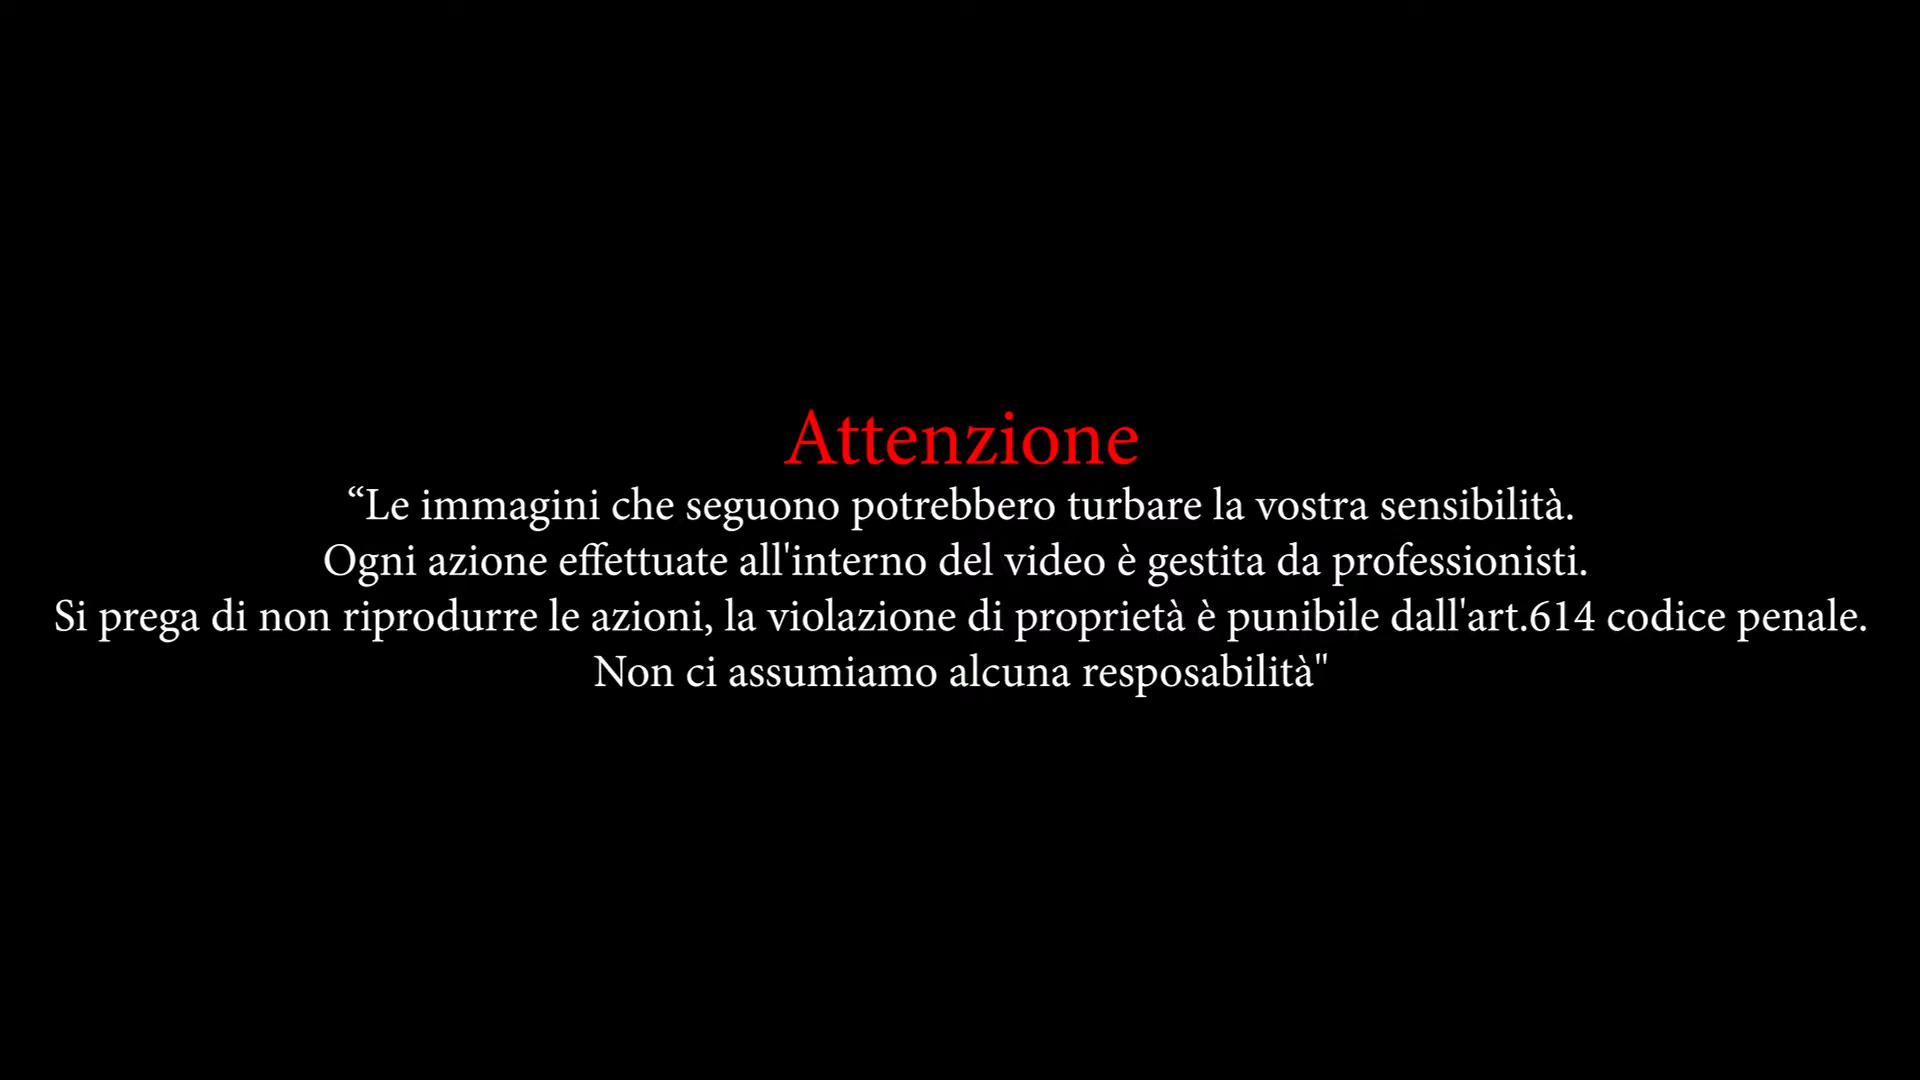 Attenzione
“Le immagini che seguono potrebbero turbare la vostra sensibilità.
Ogni azione effettuate all'interno del video è gestita da professionisti.
Si prega di non riprodurre le azioni, la violazione di proprietà è punibile dall'art.614 codice penale.
Non ci assumiamo alcuna resposabilità"